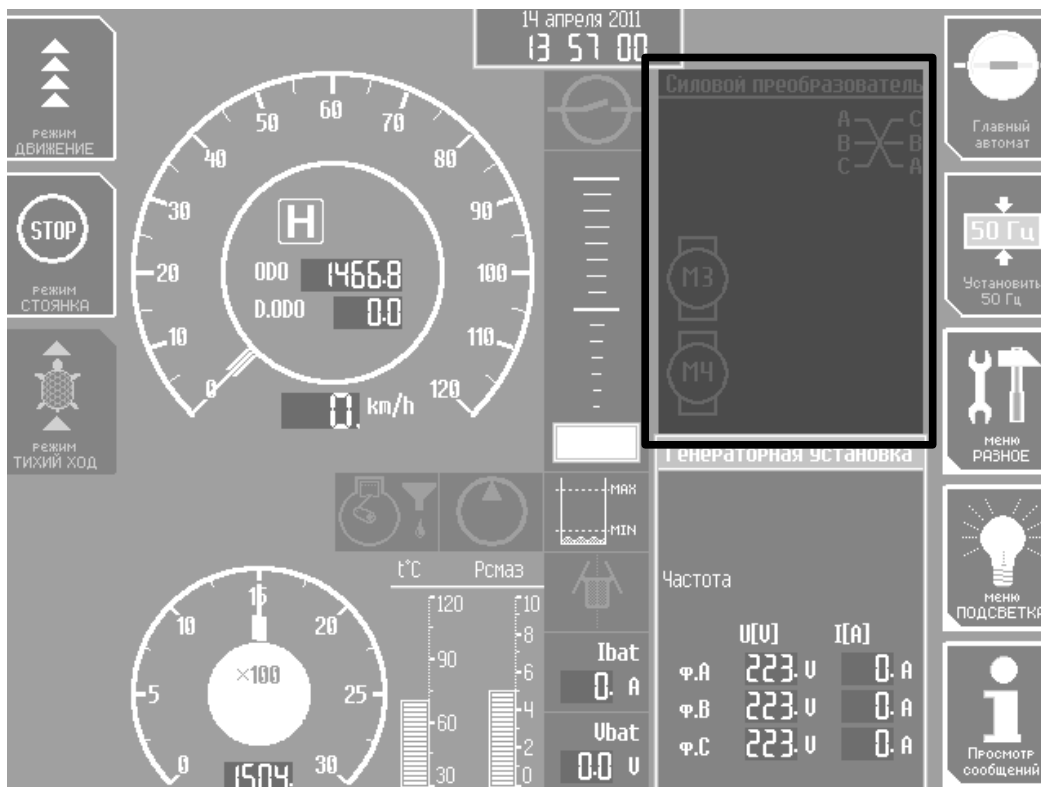 14 апреля 2011
13 57 00
режим
ДВИЖЕНИЕ
STOP
режим
СТОЯНКА
режим
ТИХИЙ ХОД
0
10
20
30
40
50
60
70
80
90
100
110
120
H
ODO 1466.8
D.ODO 0.0
0. km/h
Силовой преобразователь
A C
B B
C A
М3
М4
Главный
автомат
50 Гц
Установить
50 Гц
меню
РАЗНОЕ
меню
ПОДСВЕТКА
Просмотр
сообщений
MAX
MIN
Генераторная установка
Частота
U[V] I[A]
φ.A 223. V 0. A
φ.B 223. V 0. A
φ.C 223. V 0. A
t°C Pсмаз
120 10
8
90 6
4
60 2
30 0
Ibat
0. A
Ubat
0.0 V
0
5
10
15
20
25
30
×100
1504.